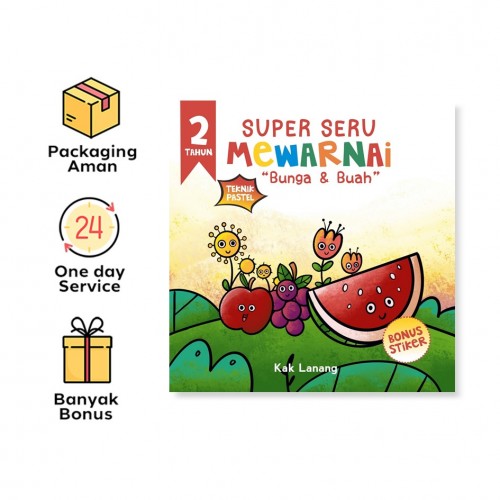 Packaging
Aman
24
One day
Service
Banyak
Bonus
2
TAHUN
SUPER SERU
MEWARNAI
"Bunga & Buah"
TEKNIK
PASTEL
BONUS
STIKER
Kak Lanang